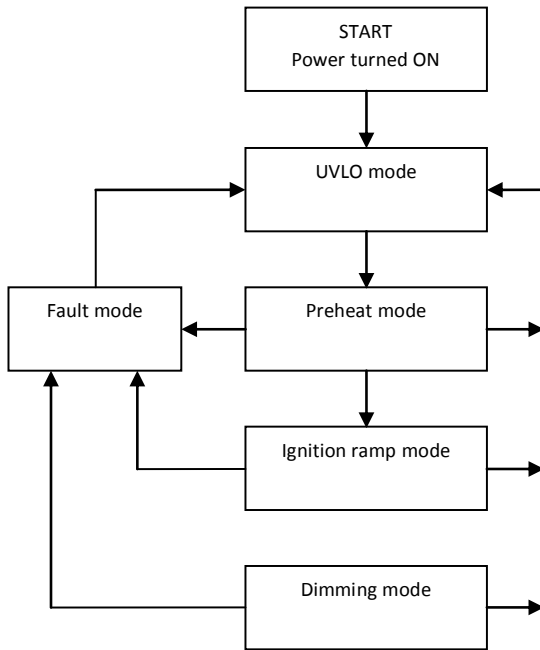 START
Power turned ON
UVLO mode
Fault mode
Preheat mode
Ignition ramp mode
Dimming mode